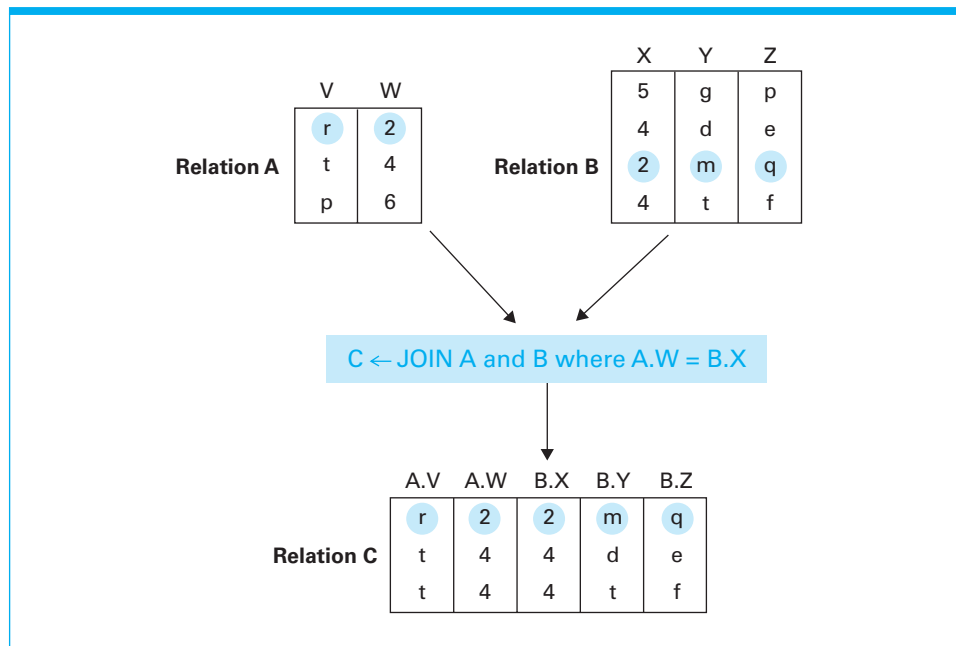 X Y Z
V W
5 g p
r 2
4 d e
Relation A
t 4
Relation B
2 m q
p 6
4 t f
C ← JOIN A and B where A.W = B.X
A.V A.W B.X B.Y B.Z
r 2 2 m q
Relation C
t 4 4 d e
t 4 4 t f